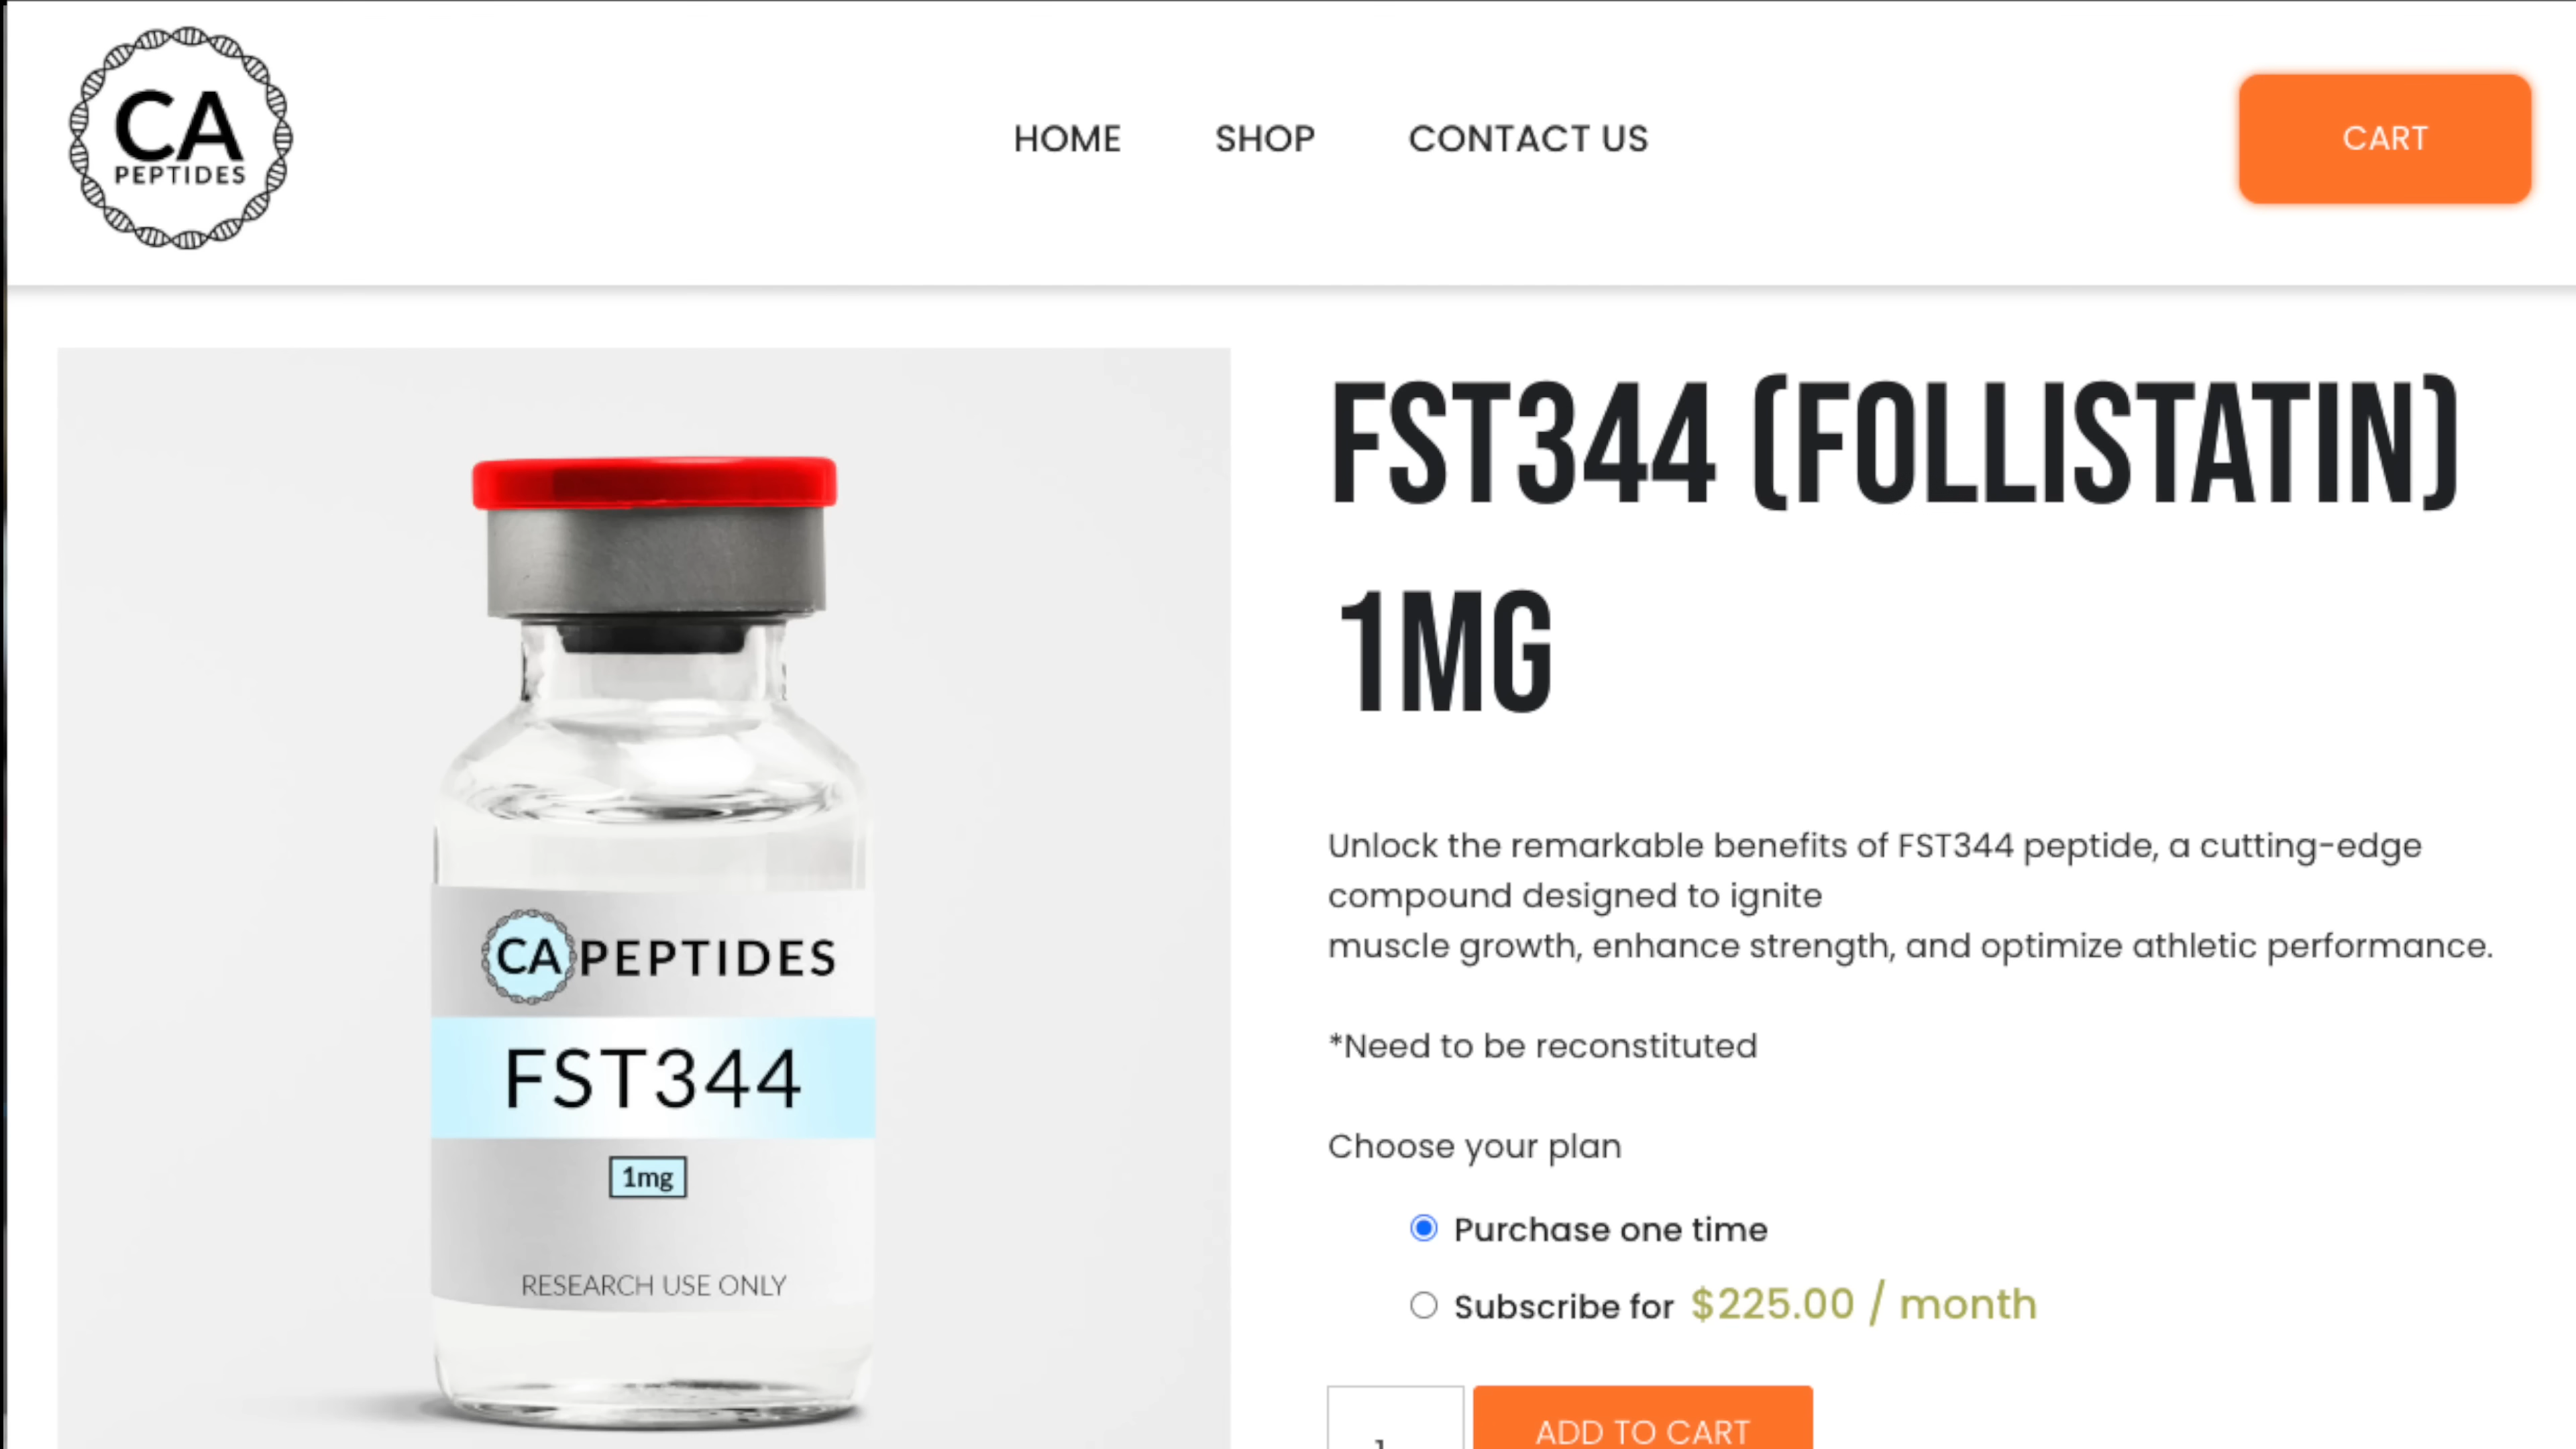 CA
PEPTIDES
HOME SHOP CONTACT US
CART
CA PEPTIDES
FST344
1mg
RESEARCH USE ONLY
FST344 (FOLLISTATIN)
1MG
Unlock the remarkable benefits of FST344 peptide, a cutting-edge
compound designed to ignite
muscle growth, enhance strength, and optimize athletic performance.
*Need to be reconstituted
Choose your plan
Purchase one time
Subscribe for $225.00 / month
1
ADD TO CART